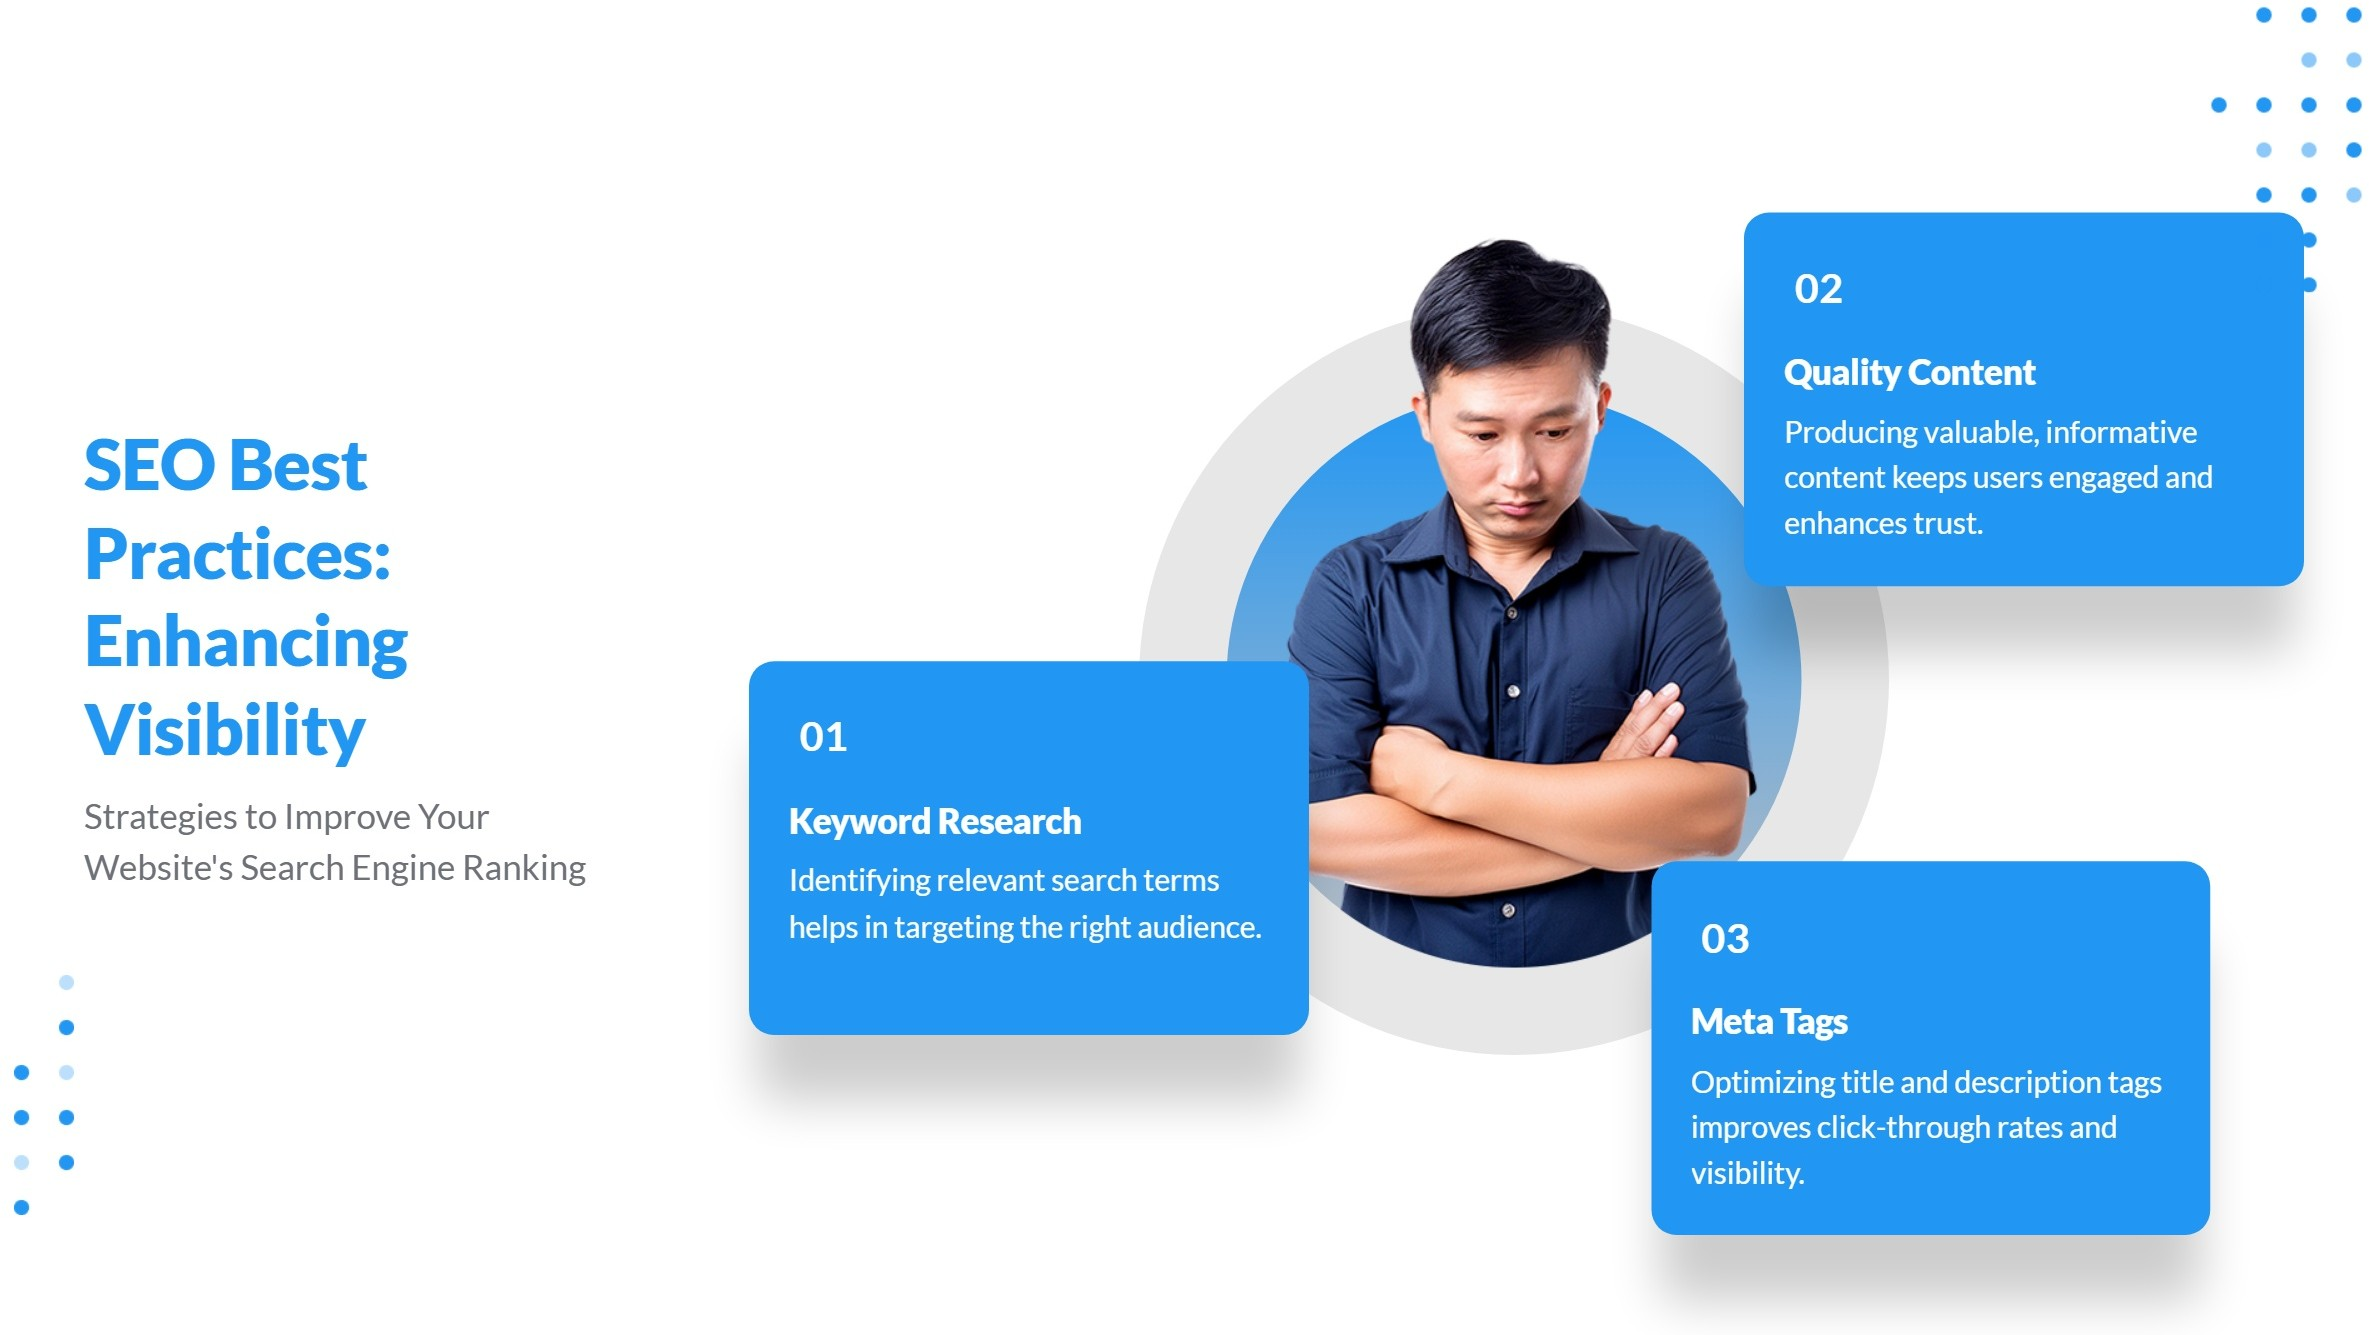 SEO Best
Practices:
Enhancing
Visibility
Strategies to Improve Your
Website's Search Engine Ranking
01
Keyword Research
Identifying relevant search terms
helps in targeting the right audience.
02
Quality Content
Producing valuable, informative
content keeps users engaged and
enhances trust.
03
Meta Tags
Optimizing title and description tags
improves click-through rates and
visibility.